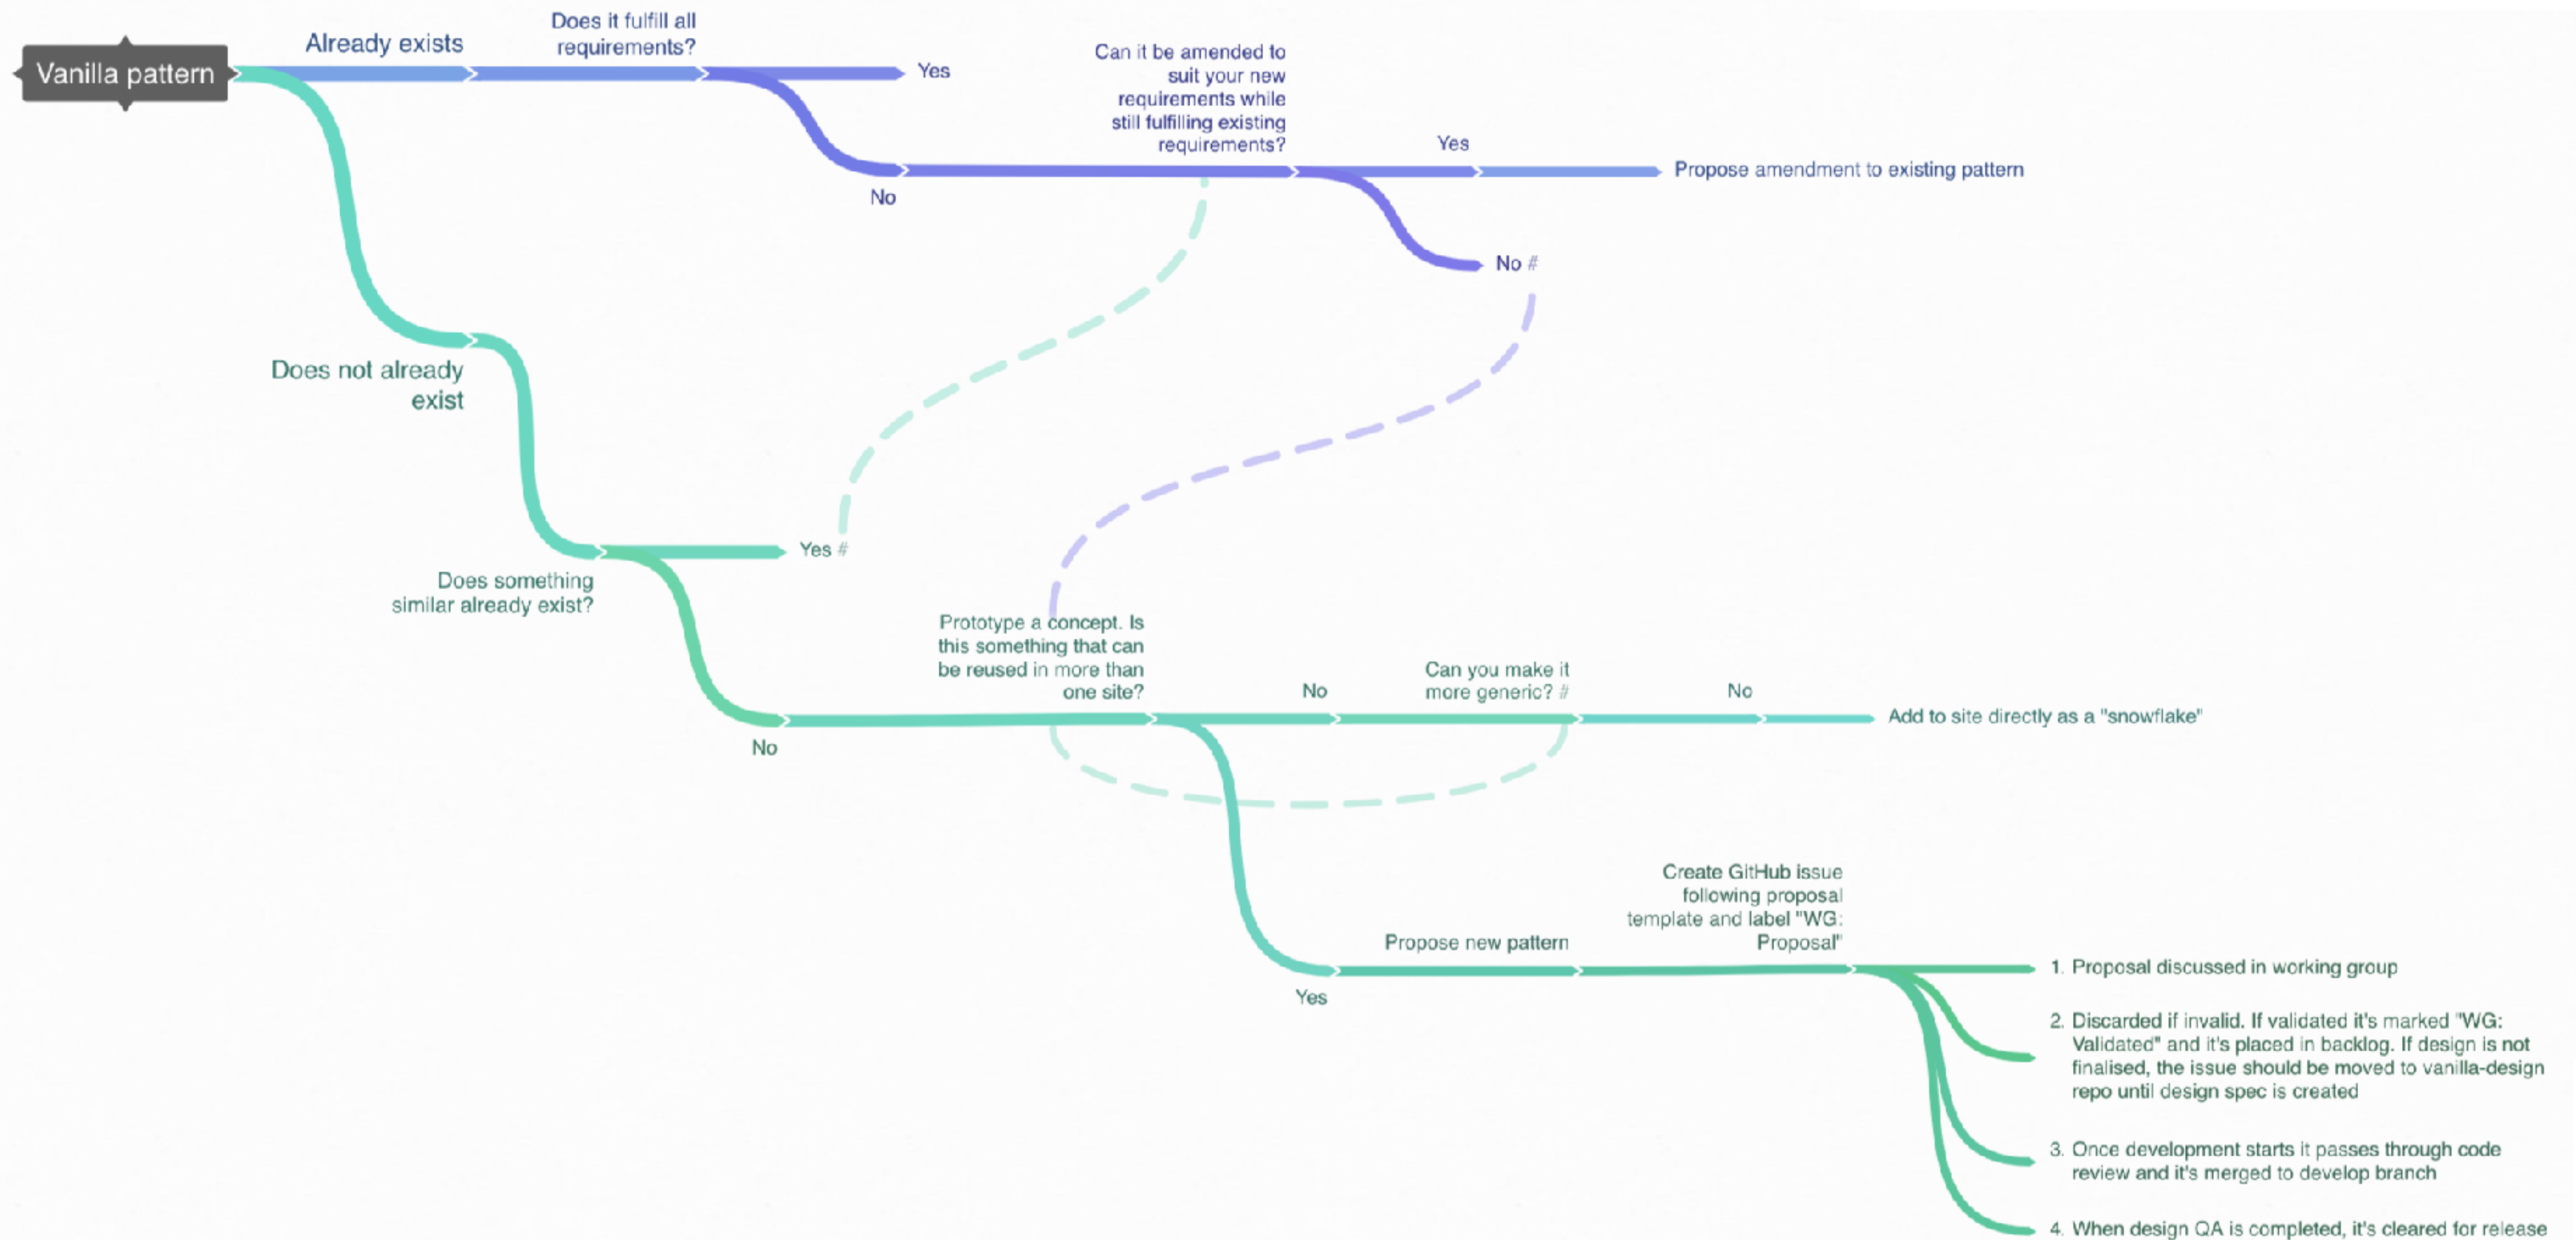 Vanilla pattern
Already exists
Does it fulfill all
requirements?
Yes
No
Can it be amended to
suit your new
requirements while
still fulfilling existing
requirements?
Yes
Propose amendment to existing pattern
No #
Does not already
exist
Does something
similar already exist?
Yes #
No
Prototype a concept. Is
this something that can
be reused in more than
one site?
No
Can you make it
more generic? #
No
Add to site directly as a "snowflake"
Yes
Propose new pattern
Create GitHub issue
following proposal
template and label "WG:
Proposal"
1. Proposal discussed in working group
2. Discarded if invalid. If validated it's marked "WG:
Validated" and it's placed in backlog. If design is not
finalised, the issue should be moved to vanilla-design
repo until design spec is created
3. Once development starts it passes through code
review and it's merged to develop branch
4. When design QA is completed, it's cleared for release